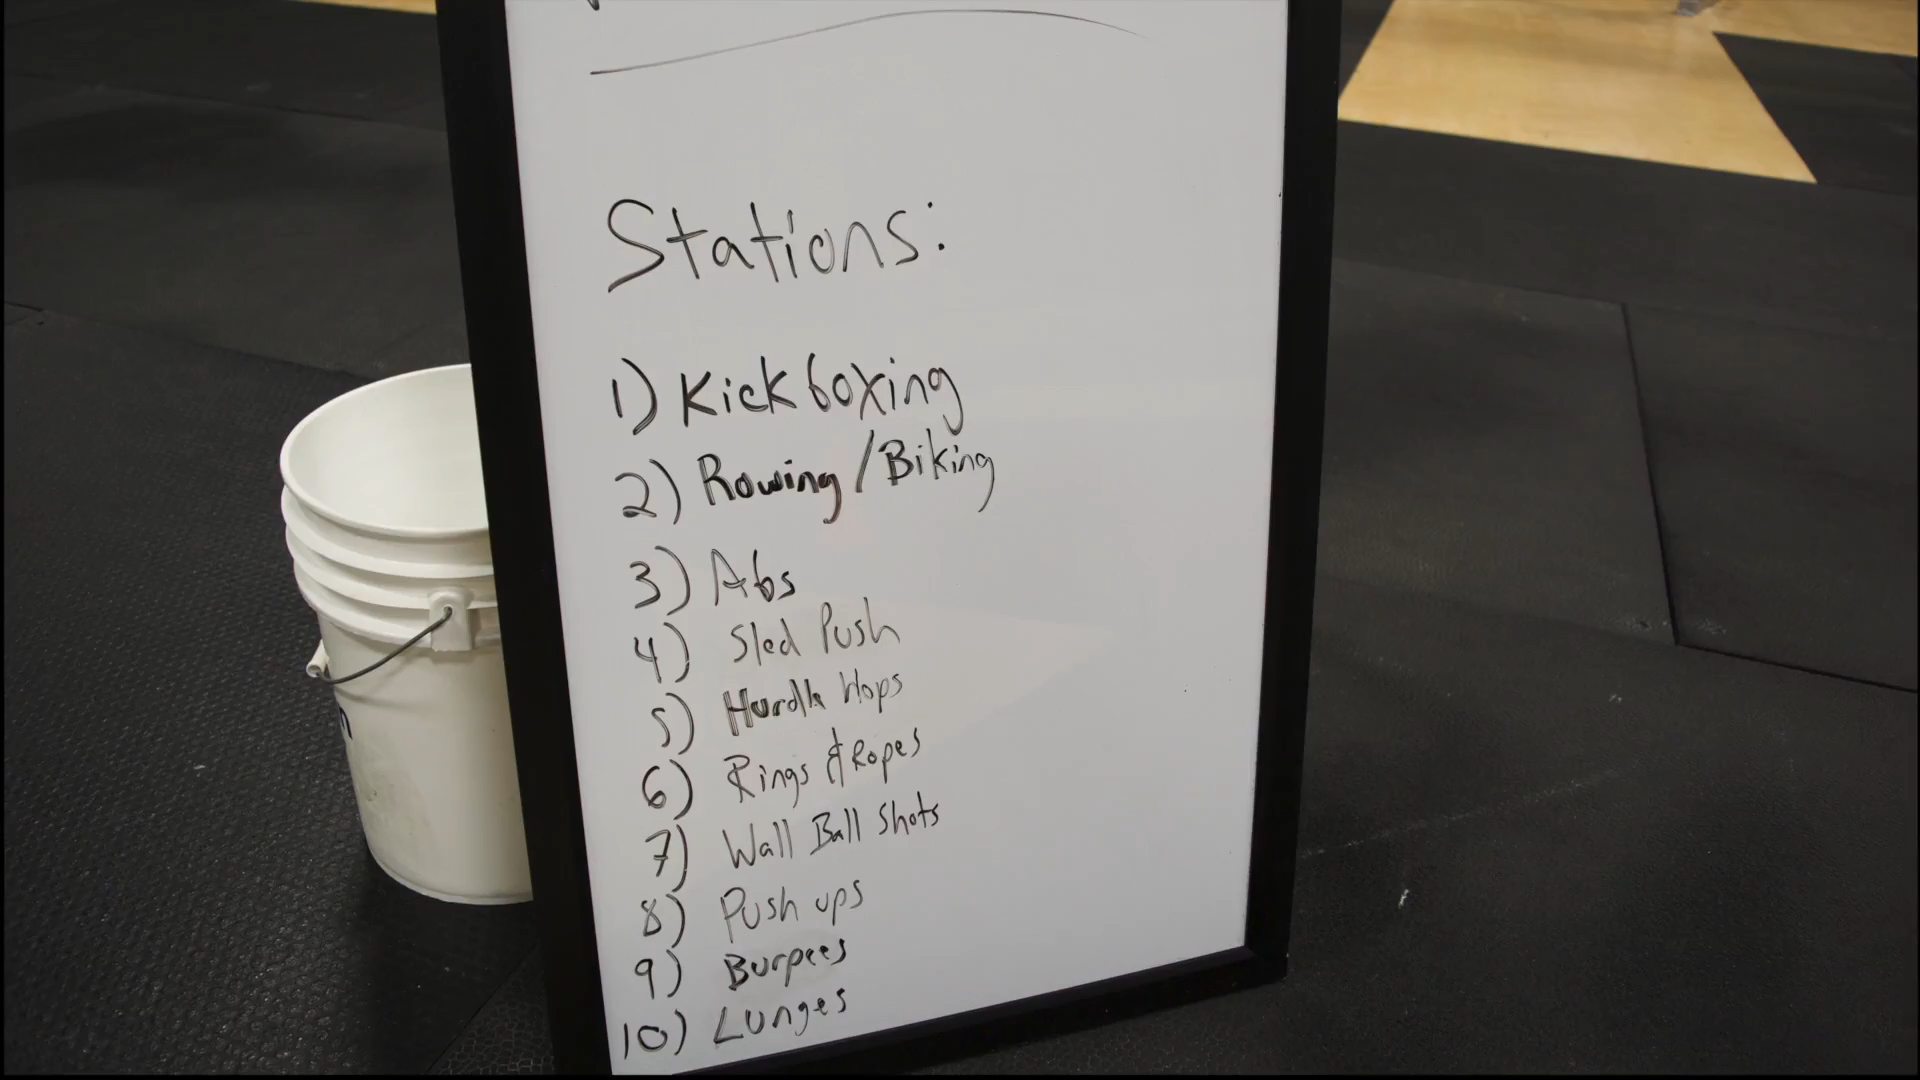 Stations:
1) Kickboxing
2) Rowing/Biking
3) Abs
4) Sled Push
5) Hurdle Hops
6) Rings & Ropes
7) Wall Ball Shots
8) Push ups
9) Burpees
10) Lunges